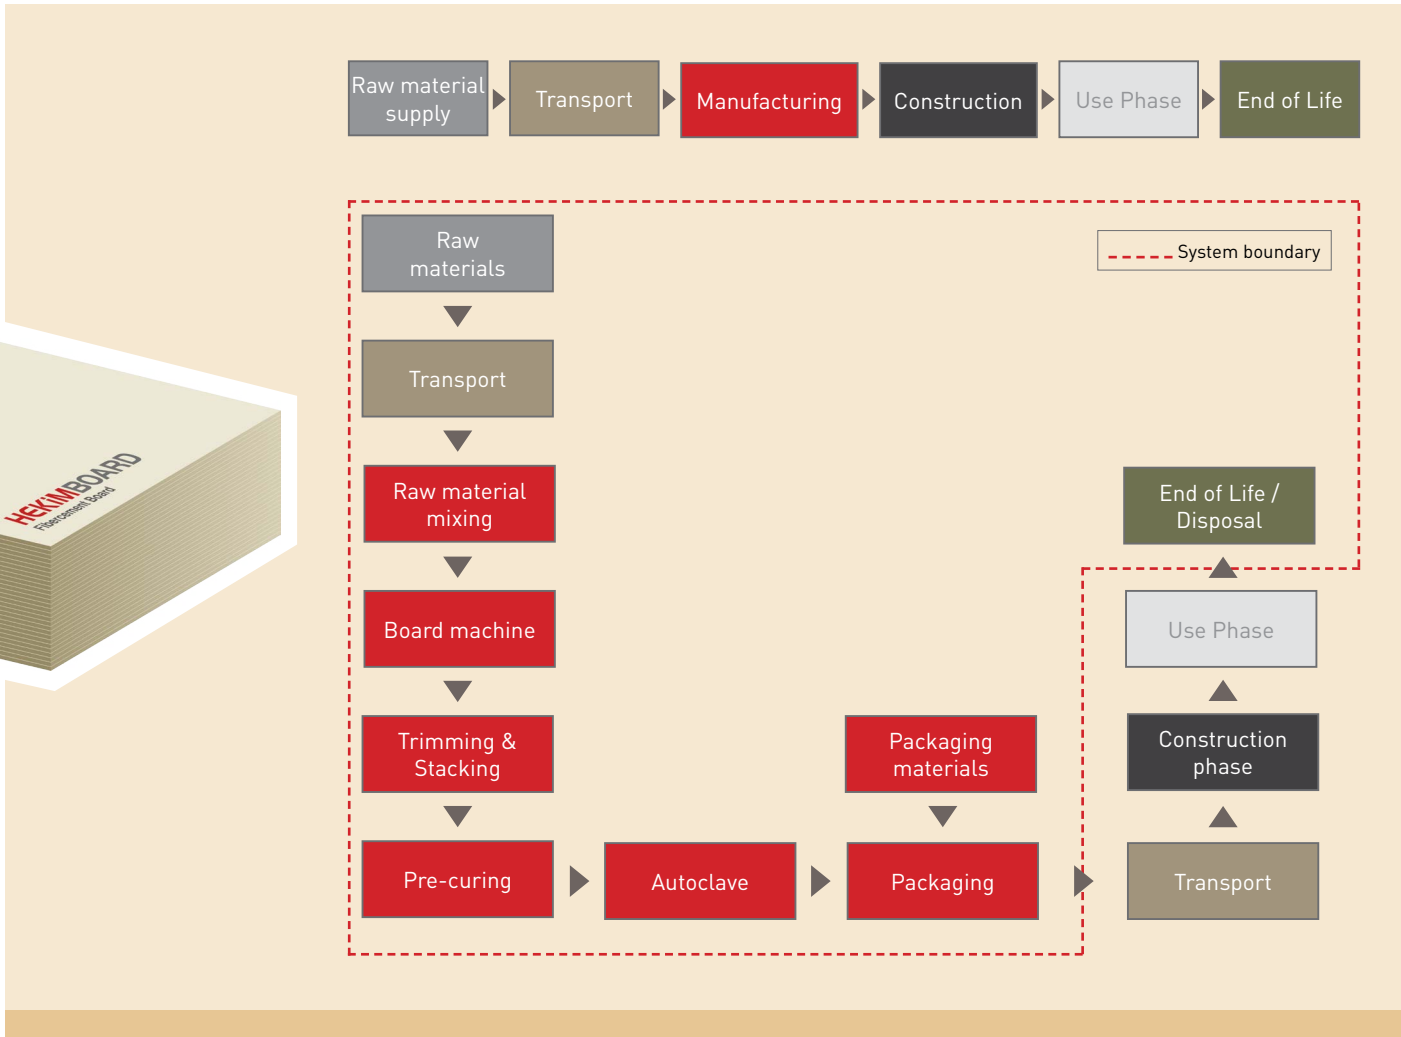 Raw material
supply
Transport
Manufacturing
Construction
Use Phase
End of Life
Raw
materials
System boundary
Transport
HEKİMBOARD
Fibercement Board
Raw material
mixing
End of Life /
Disposal
Board machine
Use Phase
Trimming &
Stacking
Packaging
materials
Construction
phase
Pre-curing
Autoclave
Packaging
Transport